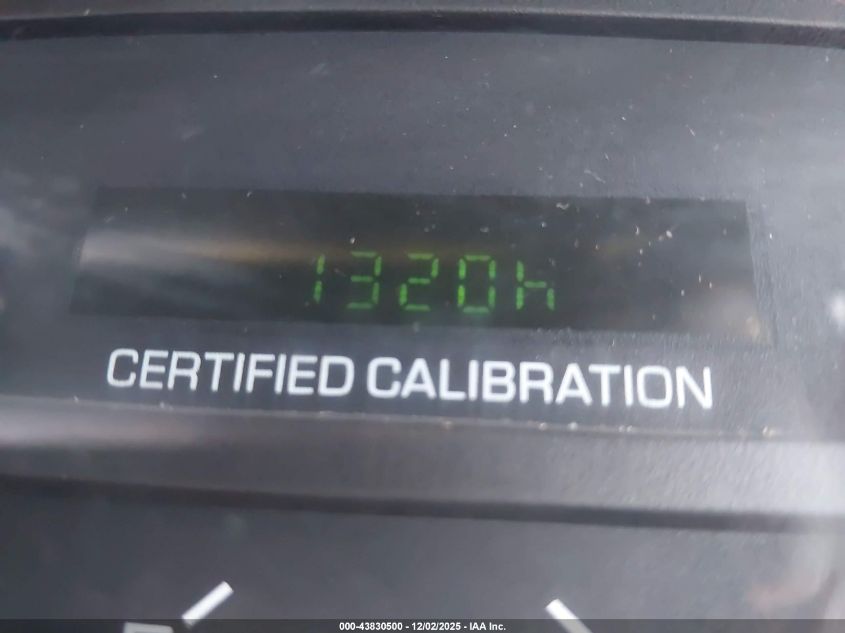 1320h
CERTIFIED CALIBRATION
000-43830500 - 12/02/2025 - IAA Inc.